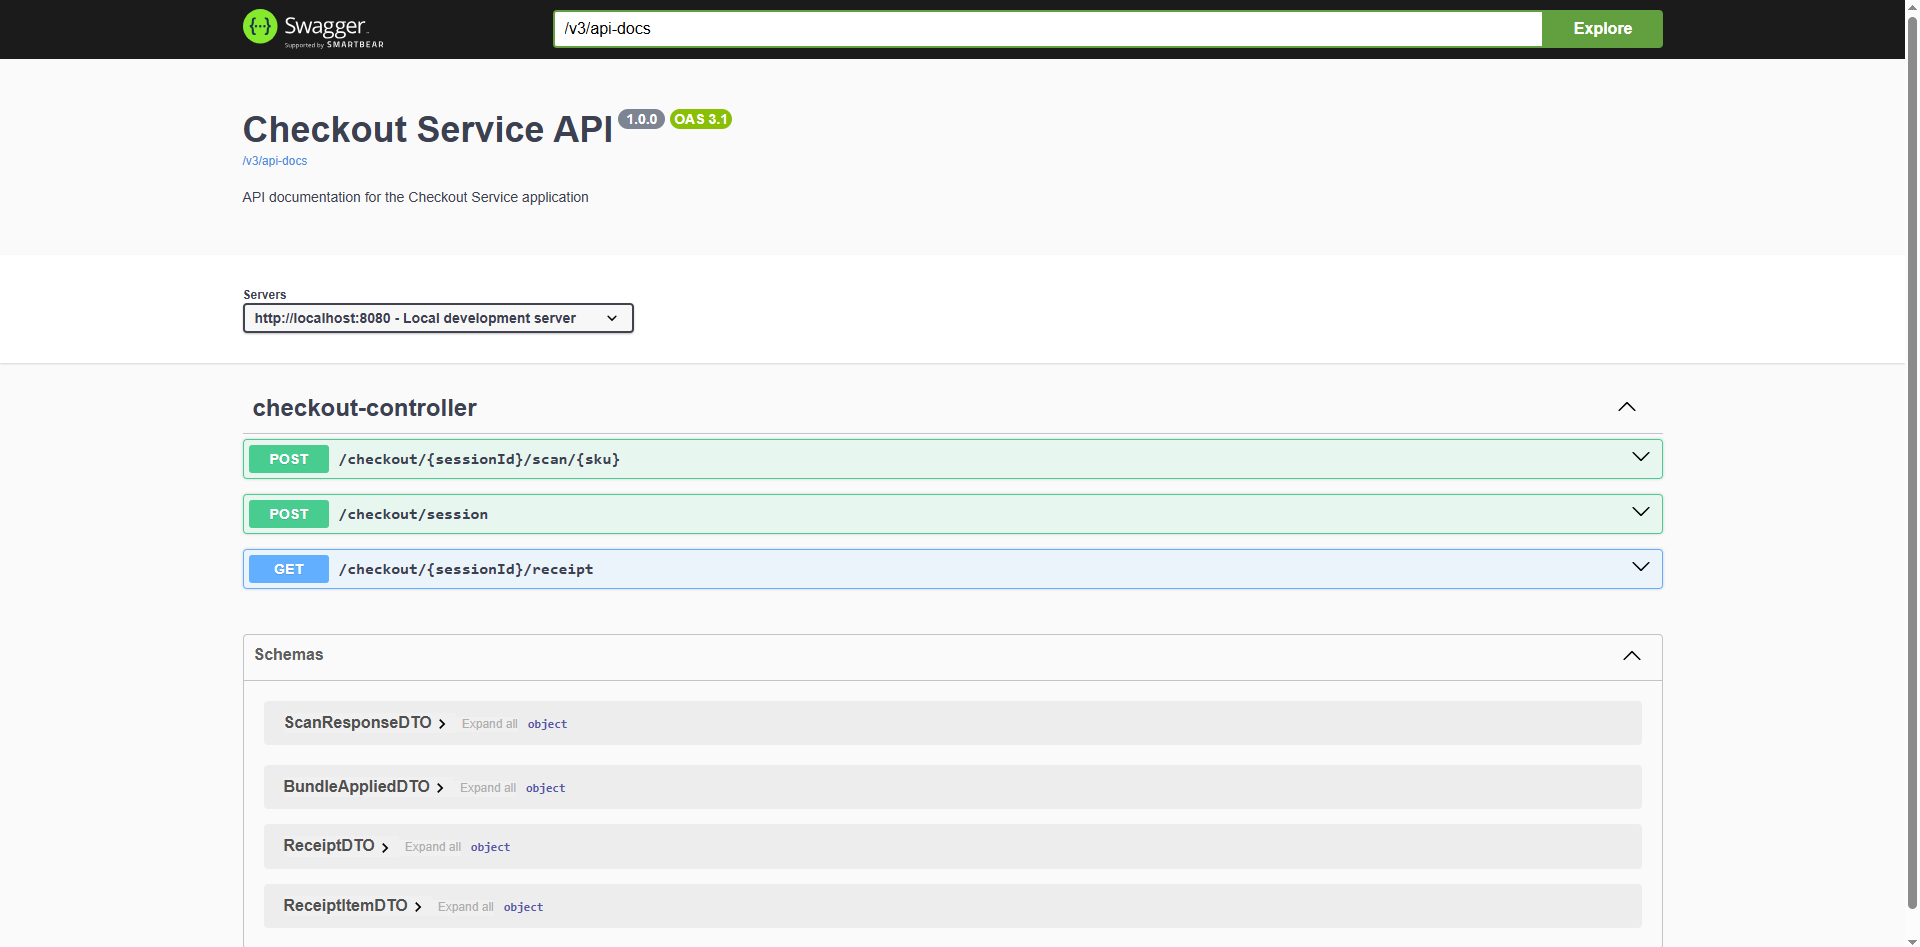 {···} Swagger.
Supported by SMARTBEAR
/v3/api-docs
Explore
Checkout Service API 1.0.0 OAS 3.1
/v3/api-docs
API documentation for the Checkout Service application
Servers
http://localhost:8080 - Local development server
checkout-controller
POST /checkout/{sessionId}/scan/{sku}
POST /checkout/session
GET /checkout/{sessionId}/receipt
Schemas
ScanResponseDTO Expand all object
BundleAppliedDTO Expand all object
ReceiptDTO Expand all object
ReceiptItemDTO Expand all object